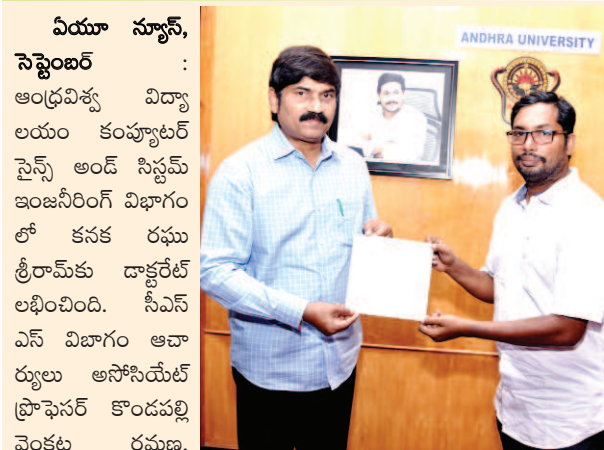 ఏయూ న్యూస్,
సెప్టెంబర్ :
ఆంధ్రవిశ్వ విద్యా
లయం కంప్యూటర్
సైన్స్ అండ్ సిస్టమ్
ఇంజనీరింగ్ విభాగం
లో కనక రఘు
శ్రీరామ్‌కు డాక్టరేట్
లభించింది. సీఎస్
ఎస్ విబాగం ఆచా
ర్యులు అసోసియేట్
ప్రొఫెసర్ కొండపల్లి
వెంకట రమణ,
ANDHRA UNIVERSITY